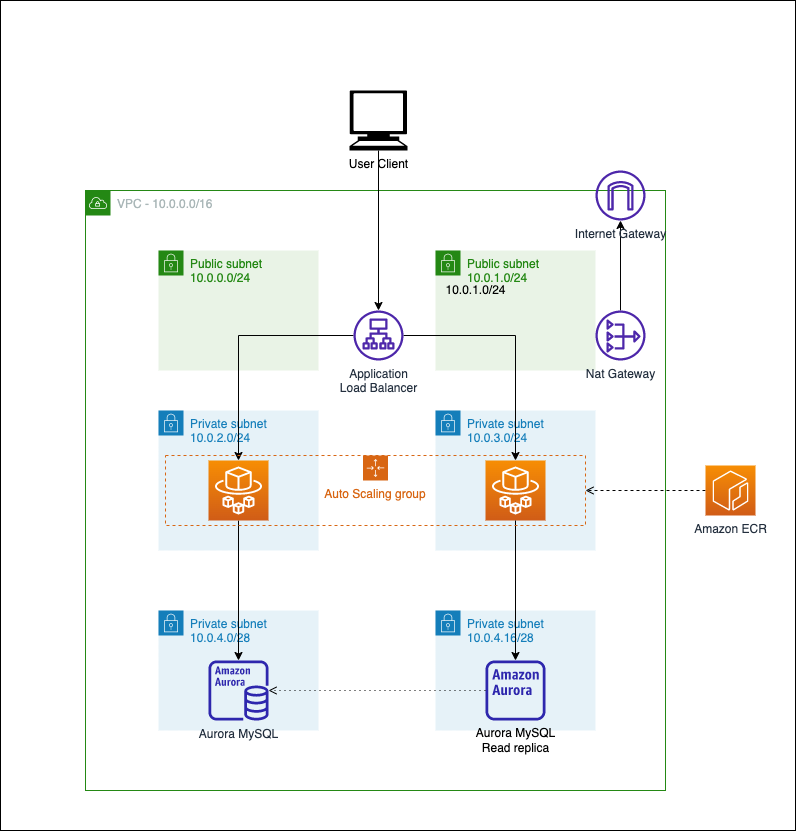 User Client
VPC - 10.0.0.0/16
Internet Gateway
Public subnet
10.0.0.0/24
Public subnet
10.0.1.0/24
10.0.1.0/24
Application
Load Balancer
Nat Gateway
Private subnet
10.0.2.0/24
Private subnet
10.0.3.0/24
Auto Scaling group
Amazon ECR
Private subnet
10.0.4.0/28
Private subnet
10.0.4.16/28
Amazon
Aurora
Aurora MySQL
Amazon
Aurora
Aurora MySQL
Read replica